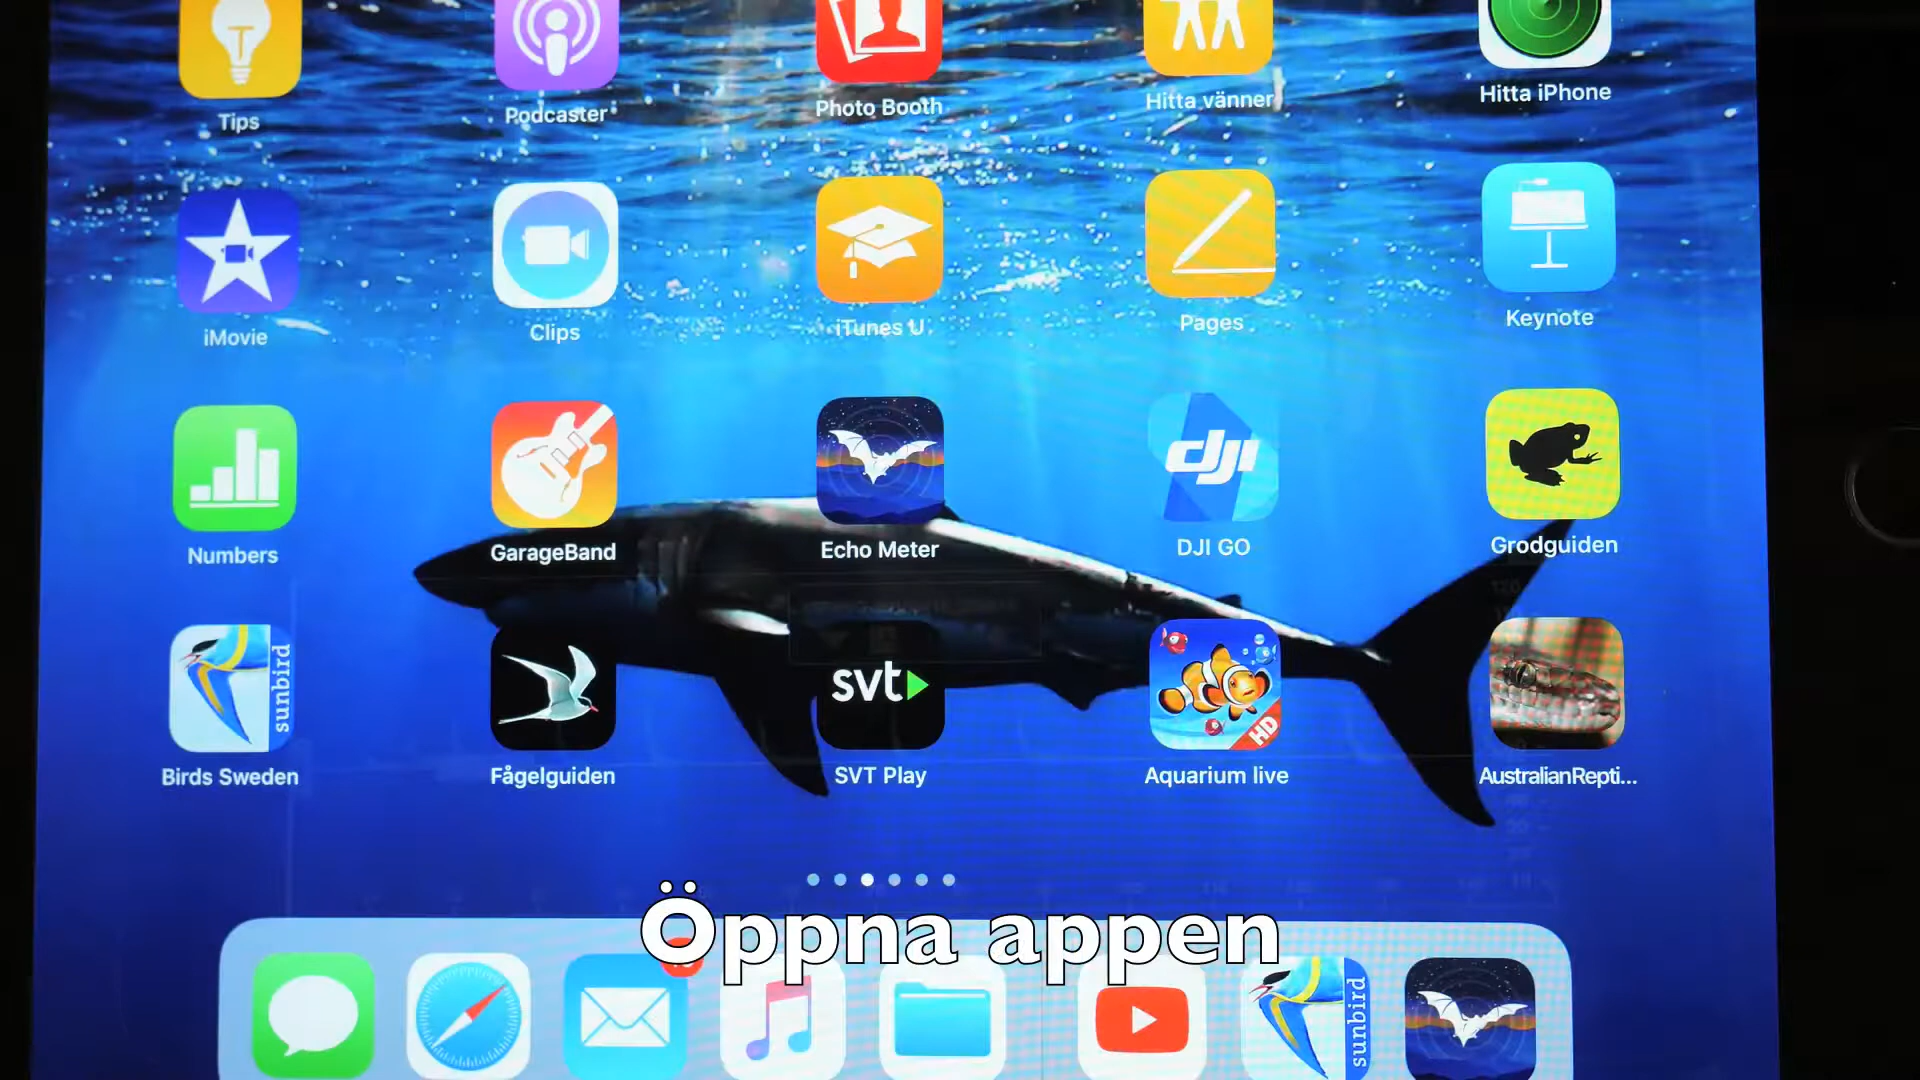 Tips
Podcaster
Photo Booth
Hitta vänner
Hitta iPhone
iMovie
Clips
iTunes U
Pages
Keynote
dji
Numbers
GarageBand
Echo Meter
DJI GO
Grodguiden
sunbird
svt
HD
Birds Sweden
Fågelguiden
SVT Play
Aquarium live
AustralianRepti...
Öppna appen
sunbird